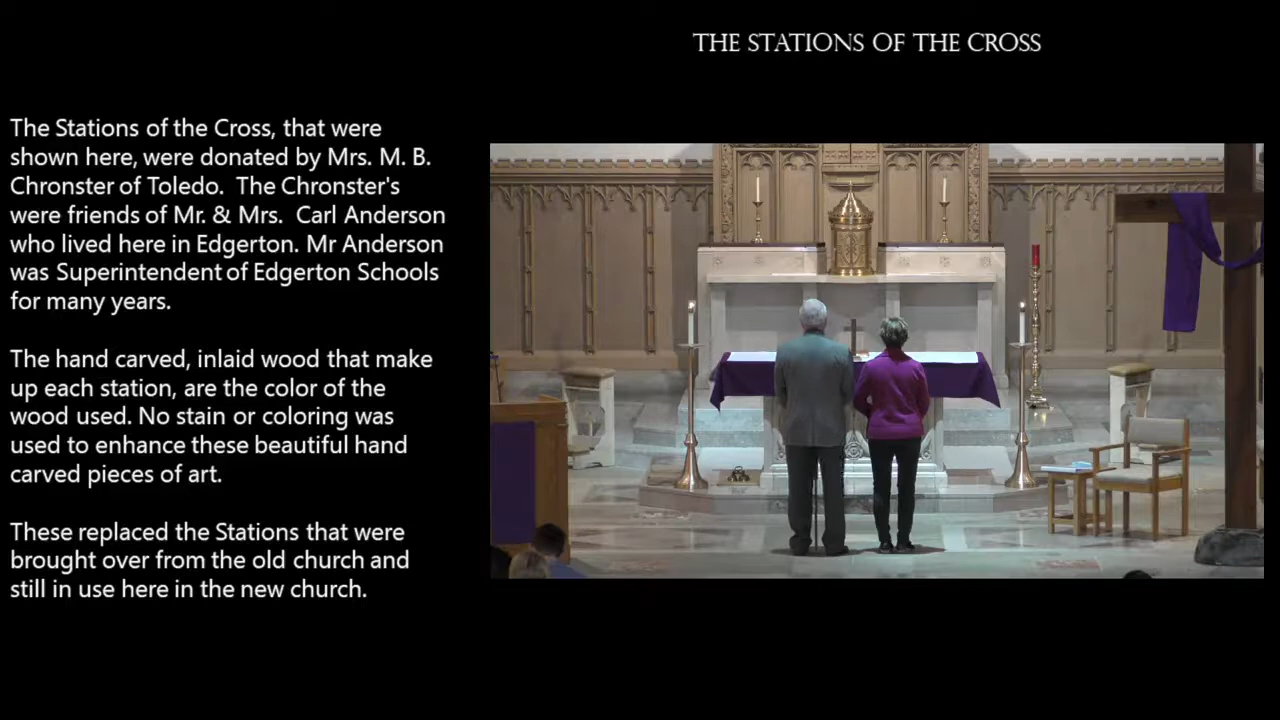 THE STATIONS OF THE CROSS
The Stations of the Cross, that were
shown here, were donated by Mrs. M. B.
Chronster of Toledo.  The Chronster's
were friends of Mr. & Mrs.  Carl Anderson
who lived here in Edgerton. Mr Anderson
was Superintendent of Edgerton Schools
for many years.
The hand carved, inlaid wood that make
up each station, are the color of the
wood used. No stain or coloring was
used to enhance these beautiful hand
carved pieces of art.
These replaced the Stations that were
brought over from the old church and
still in use here in the new church.